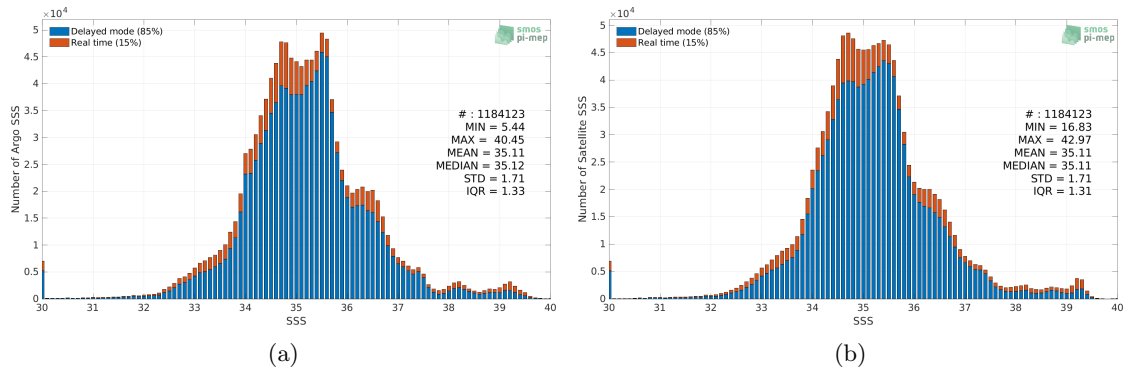 ×10^4
Delayed mode (85%)
Real time (15%)
smos
pi-mep
5
4.5
4
3.5
3
2.5
2
1.5
1
0.5
0
Number of Argo SSS
# : 1184123
MIN = 5.44
MAX = 40.45
MEAN = 35.11
MEDIAN = 35.12
STD = 1.71
IQR = 1.33
30 31 32 33 34 35 36 37 38 39 40
SSS
(a)
×10^4
Delayed mode (85%)
Real time (15%)
smos
pi-mep
5
4.5
4
3.5
3
2.5
2
1.5
1
0.5
0
Number of Satellite SSS
# : 1184123
MIN = 16.83
MAX = 42.97
MEAN = 35.11
MEDIAN = 35.11
STD = 1.71
IQR = 1.31
30 31 32 33 34 35 36 37 38 39 40
SSS
(b)